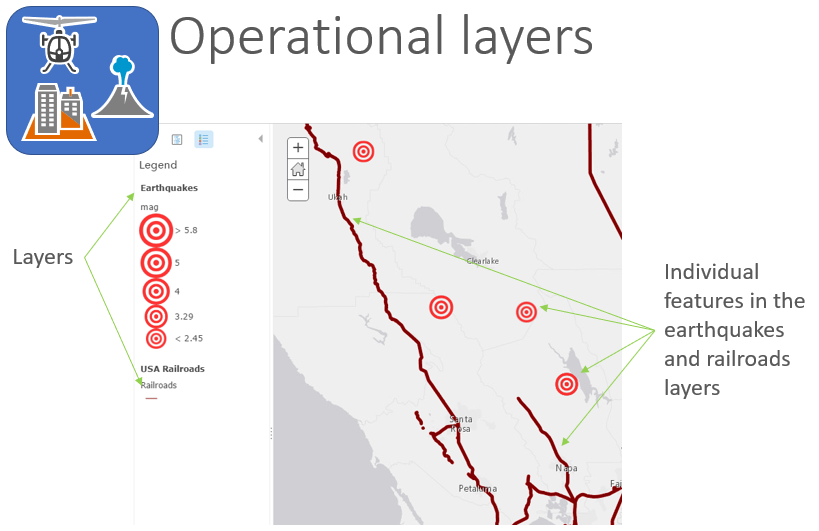 Operational layers
Legend
Earthquakes
mag
> 5.8
5
4
3.29
< 2.45
USA Railroads
Railroads
Layers
+
−
Ukiah
Clearlake
Santa
Rosa
Petaluma
Napa
Fai
Individual
features in the
earthquakes
and railroads
layers